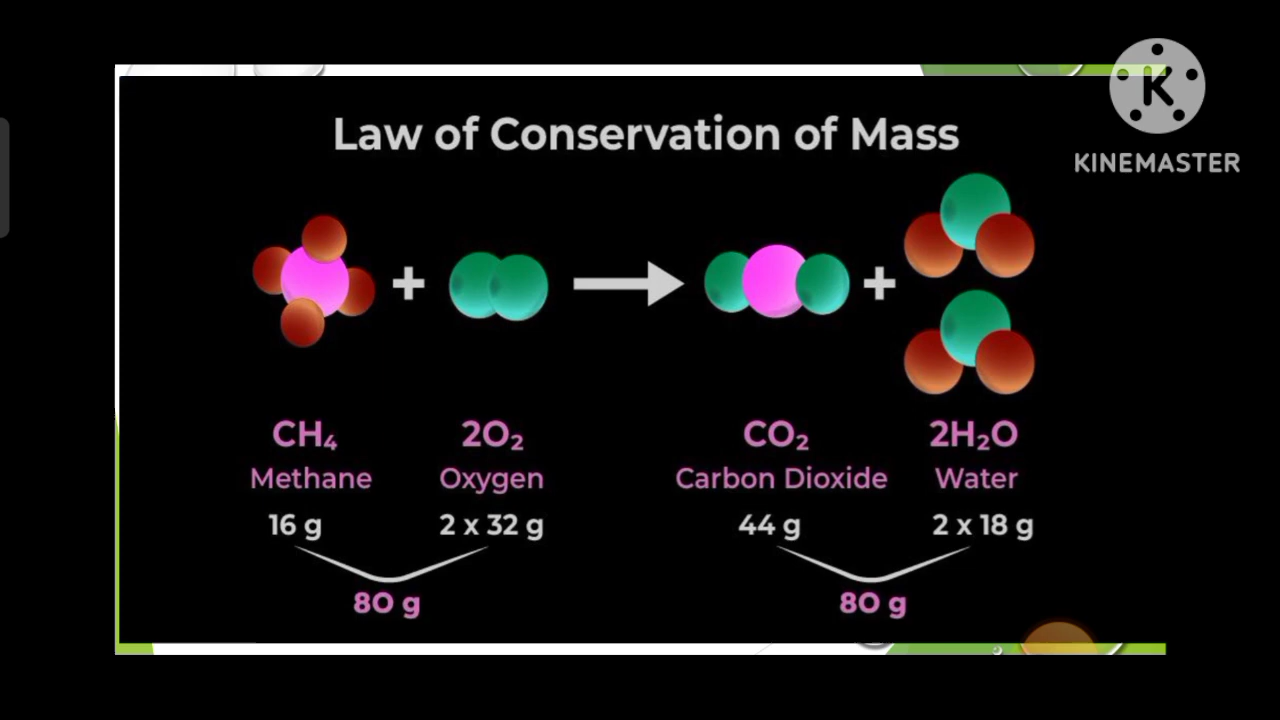 K
KINEMASTER
Law of Conservation of Mass
+ +
CH₄ 2O₂ CO₂ 2H₂O
Methane Oxygen Carbon Dioxide Water
16 g 2 x 32 g 44 g 2 x 18 g
80 g 80 g